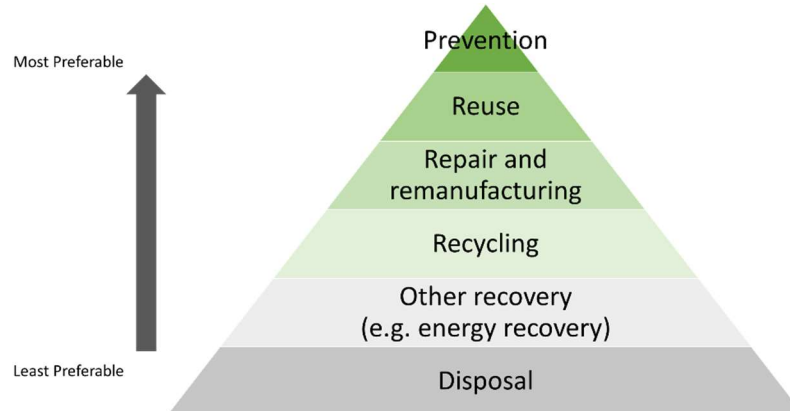 Prevention
Most Preferable
Reuse
Repair and
remanufacturing
Recycling
Other recovery
(e.g. energy recovery)
Least Preferable
Disposal